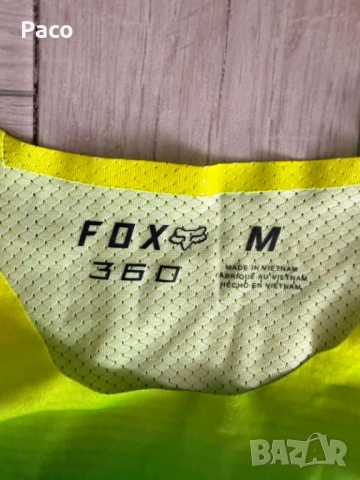 Paco
FOX M
360
MADE IN VIETNAM
FABRIQUÉ AU VIETNAM
HECHO EN VIETNAM
BAZAR